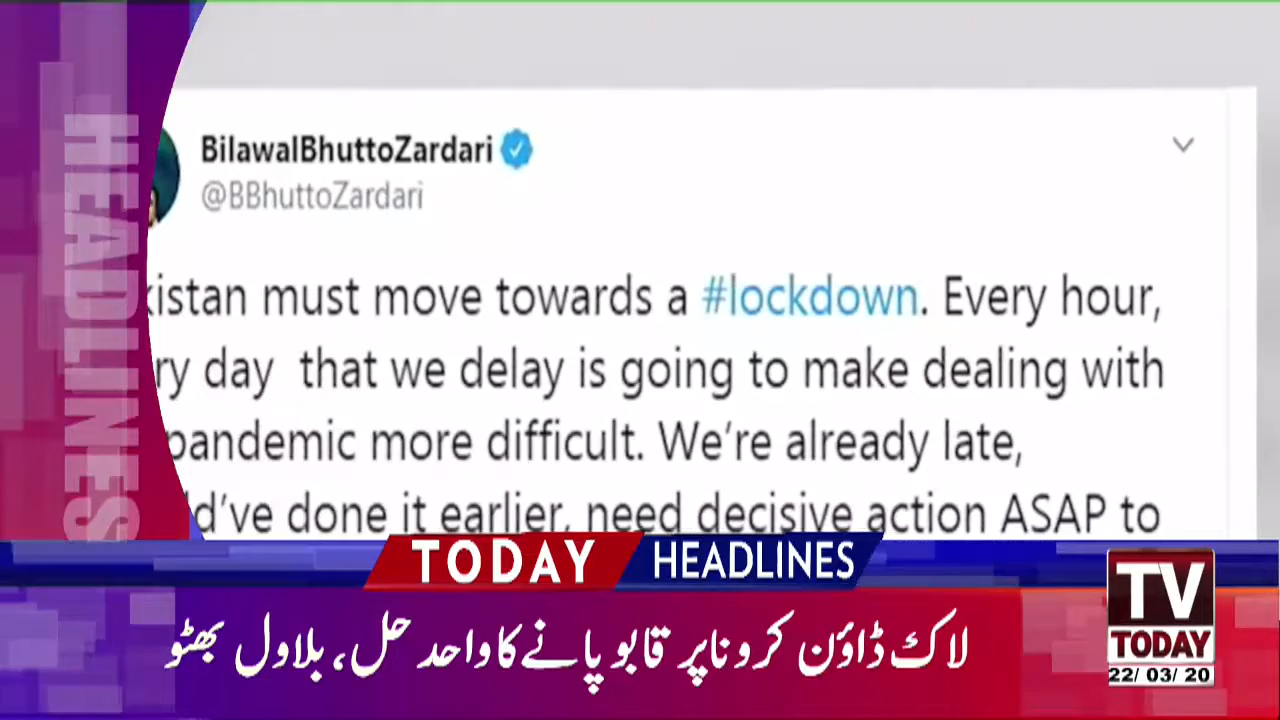 HEADLINES
BilawalBhuttoZardari
@BBhuttoZardari
kistan must move towards a #lockdown. Every hour,
ry day that we delay is going to make dealing with
pandemic more difficult. We're already late,
d've done it earlier, need decisive action ASAP to
TODAY HEADLINES
لاک ڈاؤن کرونا پر قابو پانے کا واحد حل، بلاول بھٹو
TV
TODAY
22/ 03/ 20